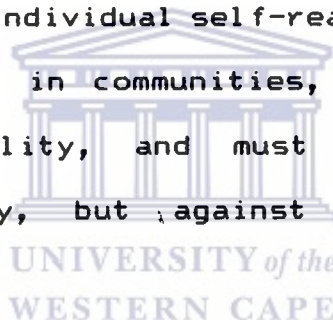 ndividual self-rea
in communities,
lity, and must
y, but against
UNIVERSITY of the
WESTERN CAPE